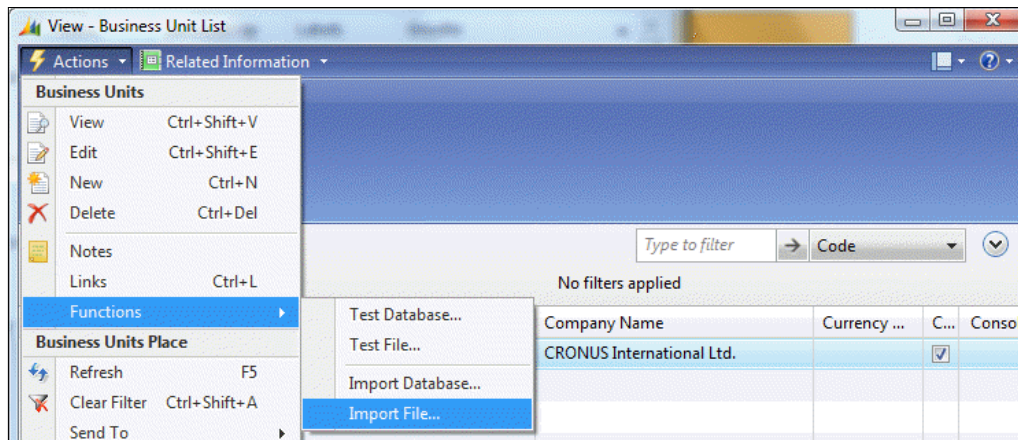 View - Business Unit List
Actions Related Information
Business Units
View Ctrl+Shift+V
Edit Ctrl+Shift+E
New Ctrl+N
Delete Ctrl+Del
Notes
Links Ctrl+L
Functions
Business Units Place
Refresh F5
Clear Filter Ctrl+Shift+A
Send To
Test Database...
Test File...
Import Database...
Import File...
Type to filter Code
No filters applied
Company Name Currency ... C... Conso
CRONUS International Ltd.